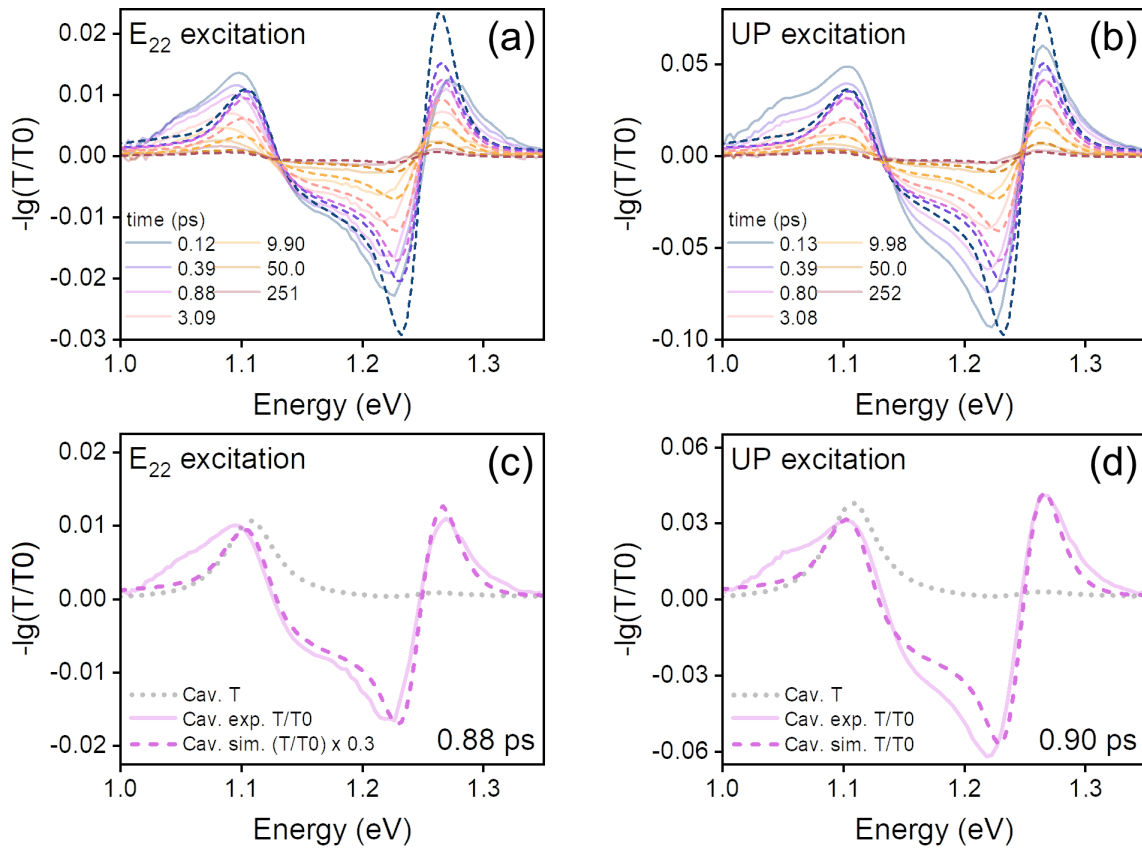 E22 excitation
(a)
-lg(T/T0)
0.02
0.01
0.00
-0.01
-0.02
-0.03
time (ps)
0.12
9.90
0.39
50.0
0.88
251
3.09
1.0
1.1
1.2
1.3
Energy (eV)
UP excitation
(b)
-lg(T/T0)
0.05
0.00
-0.05
-0.10
time (ps)
0.13
9.98
0.39
50.0
0.80
252
3.08
1.0
1.1
1.2
1.3
Energy (eV)
E22 excitation
(c)
-lg(T/T0)
0.02
0.01
0.00
-0.01
-0.02
Cav. T
Cav. exp. T/T0
Cav. sim. (T/T0) x 0.3
0.88 ps
1.0
1.1
1.2
1.3
Energy (eV)
UP excitation
(d)
-lg(T/T0)
0.06
0.03
0.00
-0.03
-0.06
Cav. T
Cav. exp. T/T0
Cav. sim. T/T0
0.90 ps
1.0
1.1
1.2
1.3
Energy (eV)